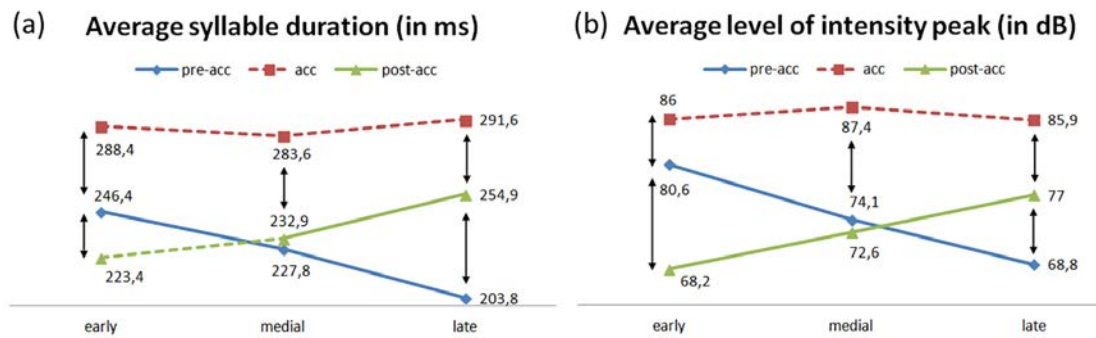 (a) Average syllable duration (in ms)
pre-acc acc post-acc
288,4 283,6 291,6
246,4 232,9 254,9
223,4 227,8 203,8
early medial late
(b) Average level of intensity peak (in dB)
pre-acc acc post-acc
86 87,4 85,9
80,6 74,1 77
68,2 72,6 68,8
early medial late